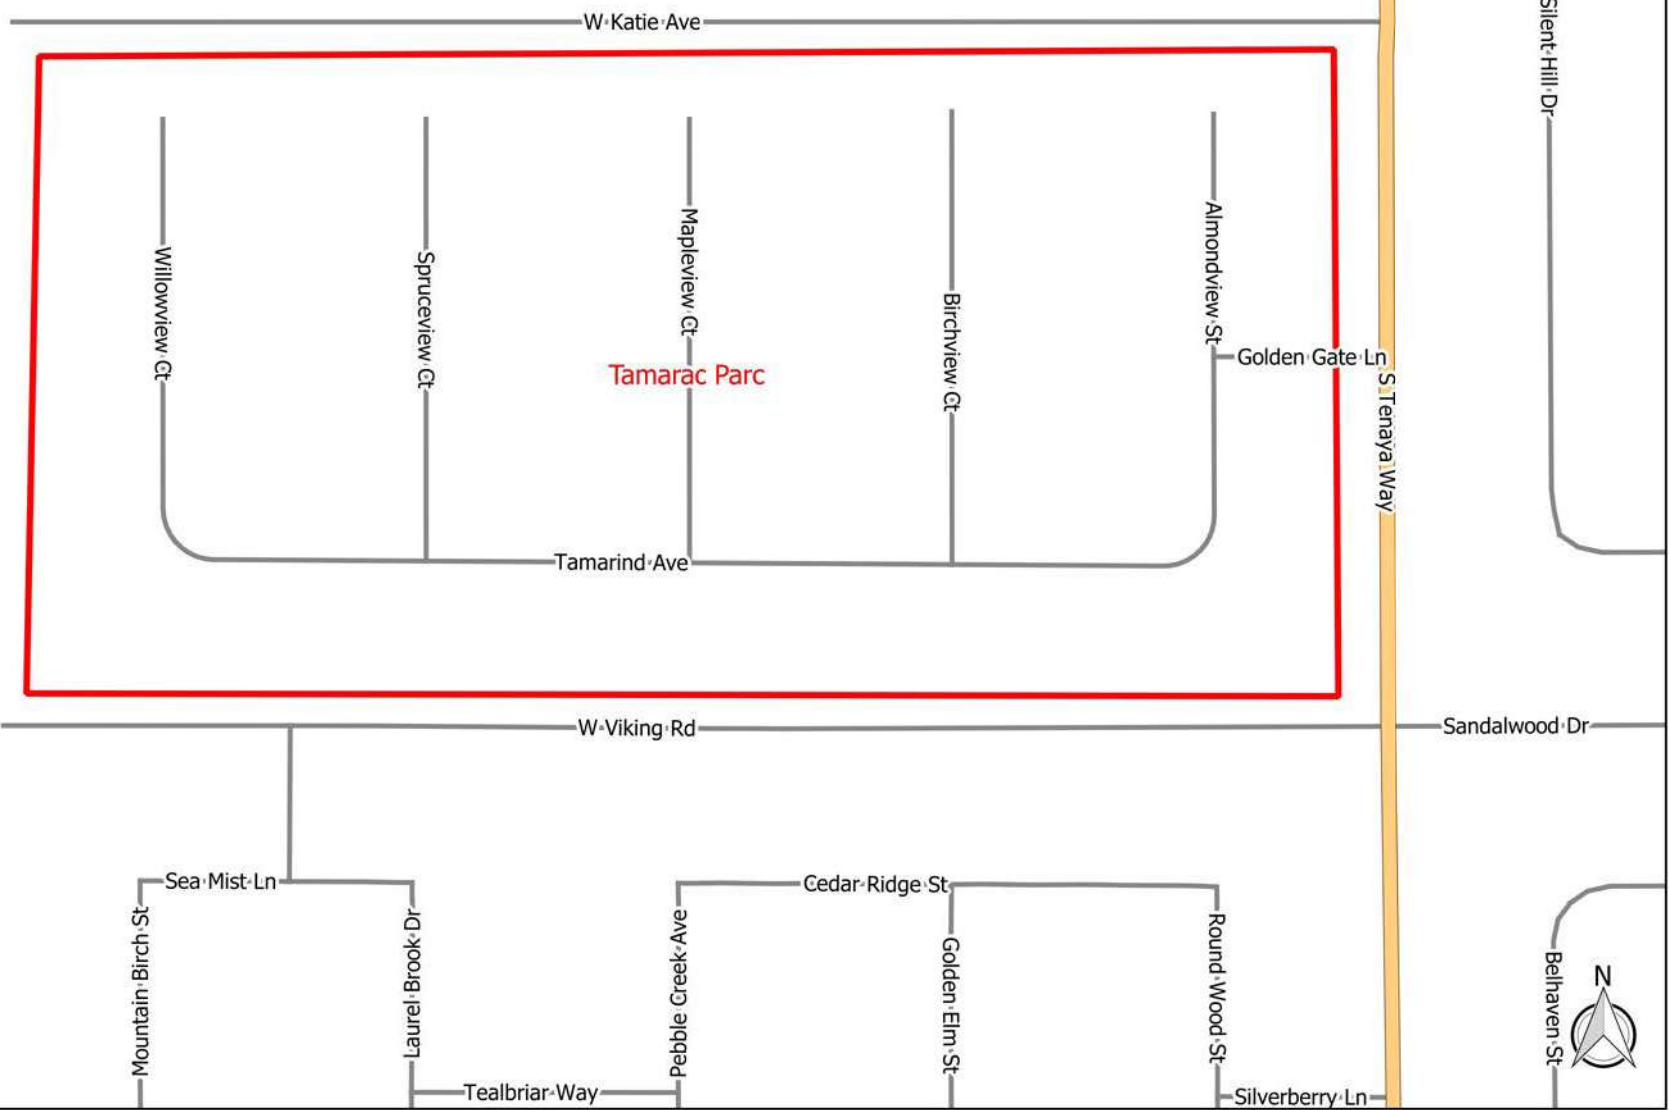 W Katie Ave
Silent Hill Dr
Willowview Ct
Spruceview Ct
Mapleview Ct
Birchview Ct
Almondview St
Golden Gate Ln
S Tenaya Way
Tamarac Parc
Tamarind Ave
W Viking Rd
Sandalwood Dr
Sea Mist Ln
Cedar Ridge St
Mountain Birch St
Laurel Brook Dr
Pebble Creek Ave
Golden Elm St
Round Wood St
Belhaven St
N
Tealbriar Way
Silverberry Ln